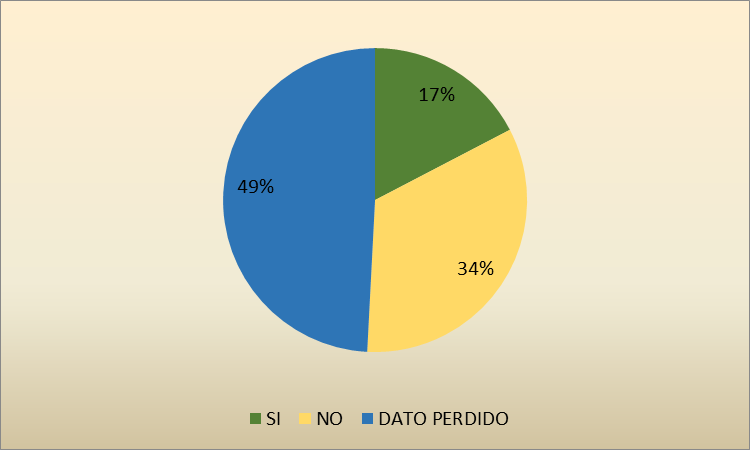 17%
49%
34%
SI NO DATO PERDIDO